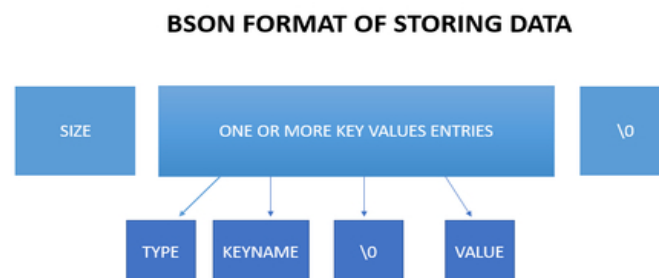 BSON FORMAT OF STORING DATA
SIZE
ONE OR MORE KEY VALUES ENTRIES
\0
TYPE
KEYNAME
\0
VALUE